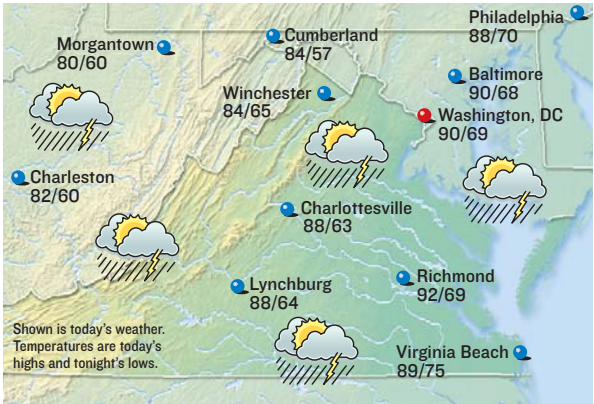 Philadelphia
88/70
Cumberland
84/57
Morgantown
80/60
Baltimore
90/68
Winchester
84/65
Washington, DC
90/69
Charleston
82/60
Charlottesville
88/63
Richmond
92/69
Lynchburg
88/64
Shown is today's weather.
Temperatures are today's
highs and tonight's lows.
Virginia Beach
89/75